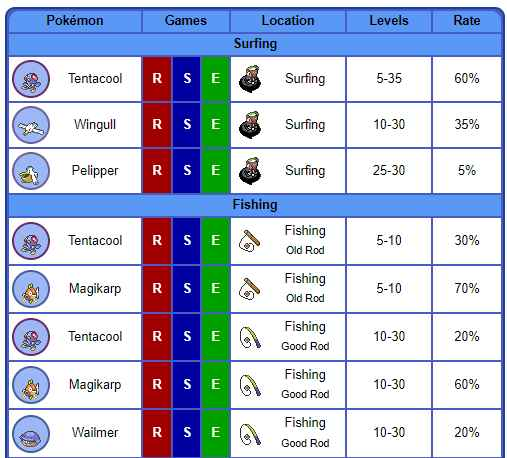 Pokémon Games Location Levels Rate
Surfing
Tentacool R S E Surfing 5-35 60%
Wingull R S E Surfing 10-30 35%
Pelipper R S E Surfing 25-30 5%
Fishing
Tentacool R S E Fishing 5-10 30%
Old Rod
Magikarp R S E Fishing 5-10 70%
Old Rod
Tentacool R S E Fishing 10-30 20%
Good Rod
Magikarp R S E Fishing 10-30 60%
Good Rod
Wailmer R S E Fishing 10-30 20%
Good Rod